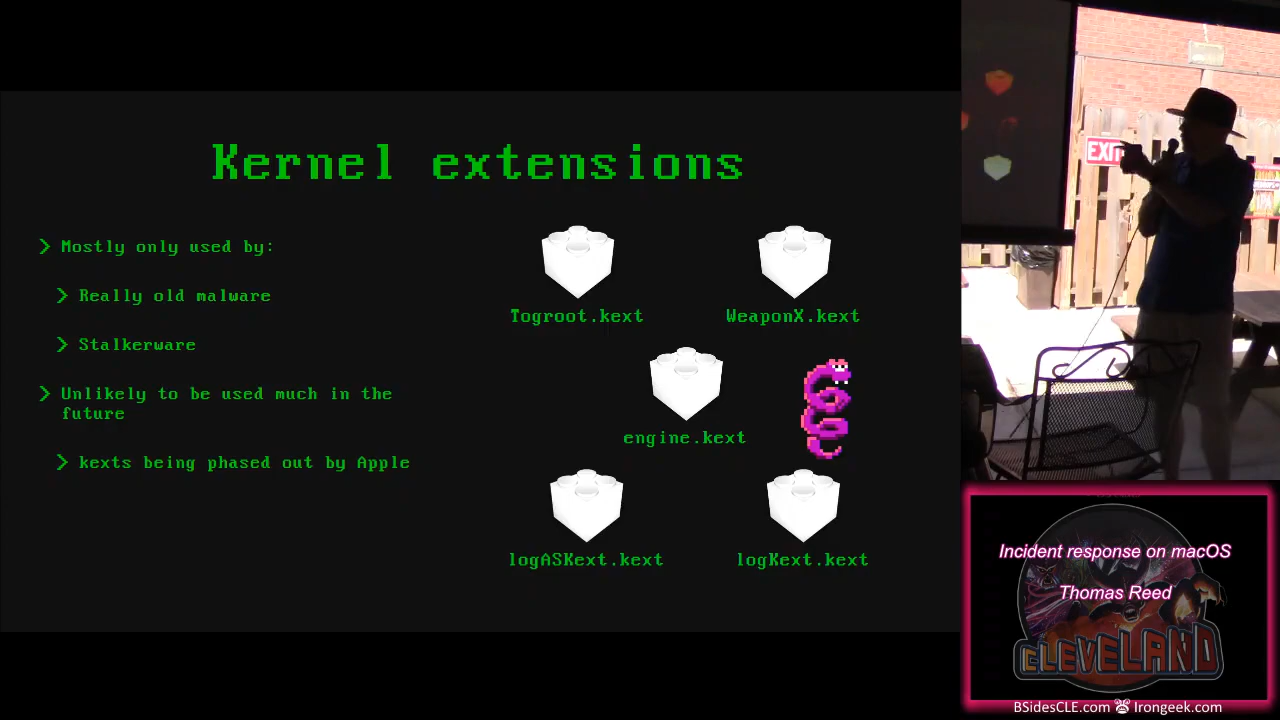 Kernel extensions
> Mostly only used by:
> Really old malware
> Stalkerware
> Unlikely to be used much in the
future
> kexts being phased out by Apple
Togroot.kext
WeaponX.kext
engine.kext
logASKext.kext
logKext.kext
EXIT
Incident response on macOS
Thomas Reed
CLEVELAND
BSidesCLE.com Irongeek.com